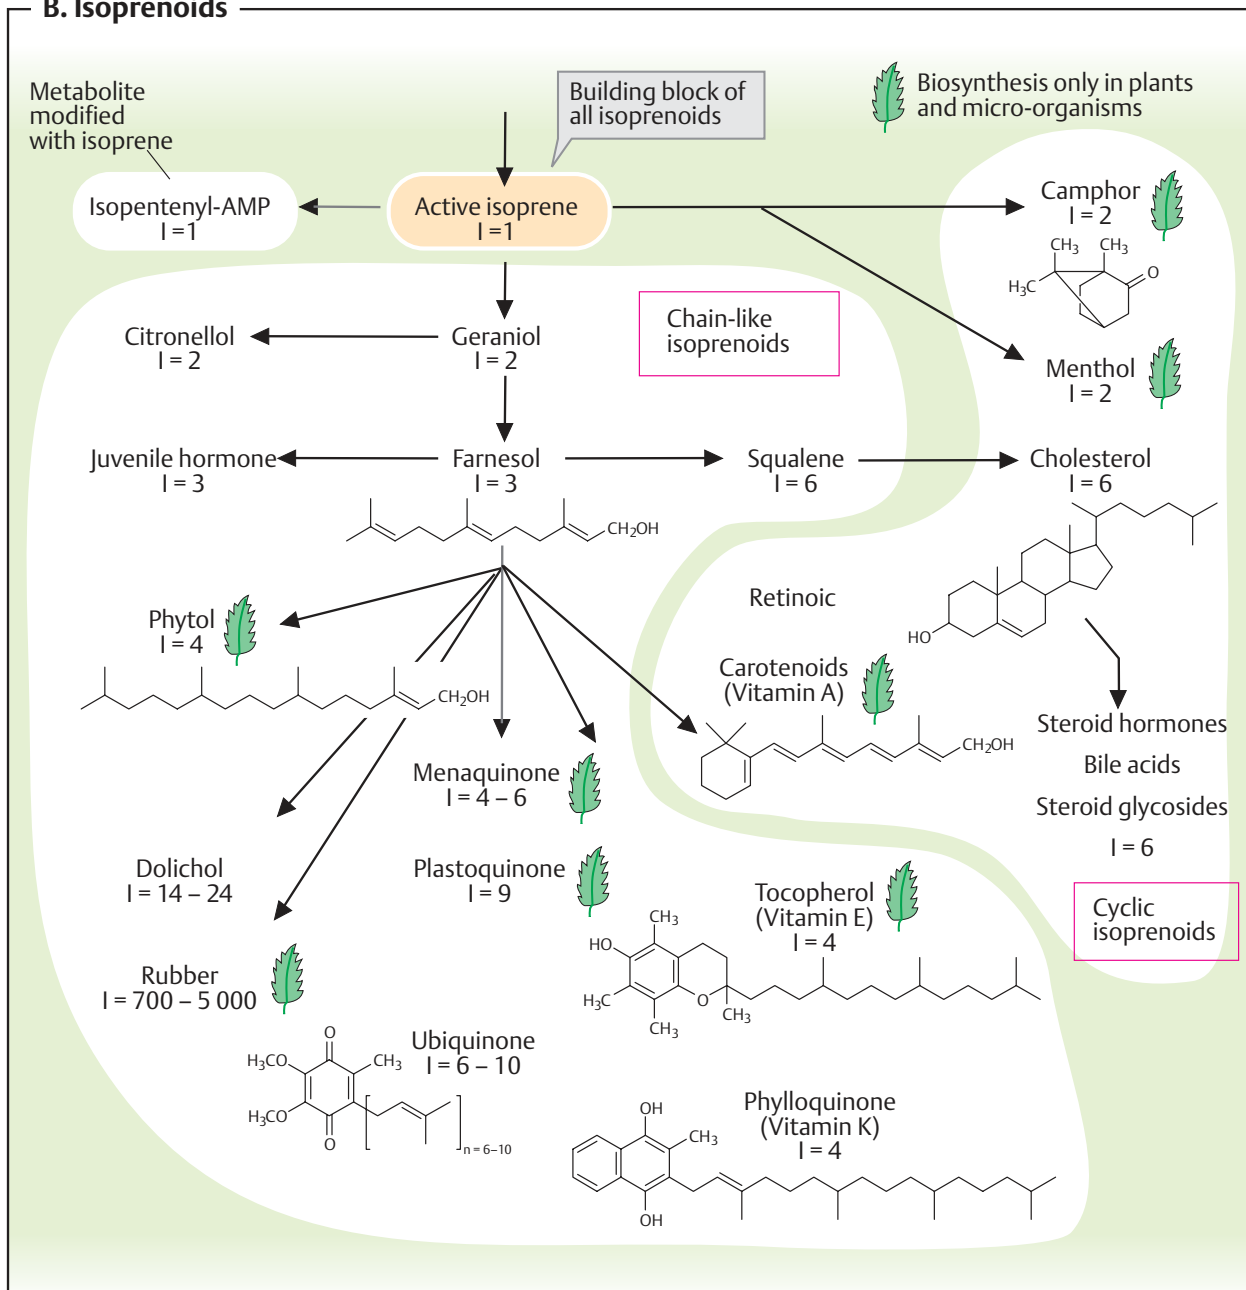 B. Isoprenoids
Metabolite
modified
with isoprene
Building block of
all isoprenoids
Biosynthesis only in plants
and micro-organisms
Isopentenyl-AMP
I =1
Active isoprene
I =1
Camphor
I = 2
CH3
CH3
H3C
O
Citronellol
I = 2
Geraniol
I = 2
Chain-like
isoprenoids
Menthol
I = 2
Juvenile hormone
I = 3
Farnesol
I = 3
Squalene
I = 6
Cholesterol
I = 6
CH2OH
HO
Retinoic
Phytol
I = 4
CH2OH
Carotenoids
(Vitamin A)
CH2OH
Steroid hormones
Bile acids
Steroid glycosides
I = 6
Menaquinone
I = 4 – 6
Dolichol
I = 14 – 24
Plastoquinone
I = 9
Tocopherol
(Vitamin E)
I = 4
CH3
HO
H3C
CH3
O
CH3
Cyclic
isoprenoids
Rubber
I = 700 – 5 000
Ubiquinone
I = 6 – 10
O
H3CO
CH3
H3CO
O
n = 6–10
Phylloquinone
(Vitamin K)
I = 4
OH
CH3
OH